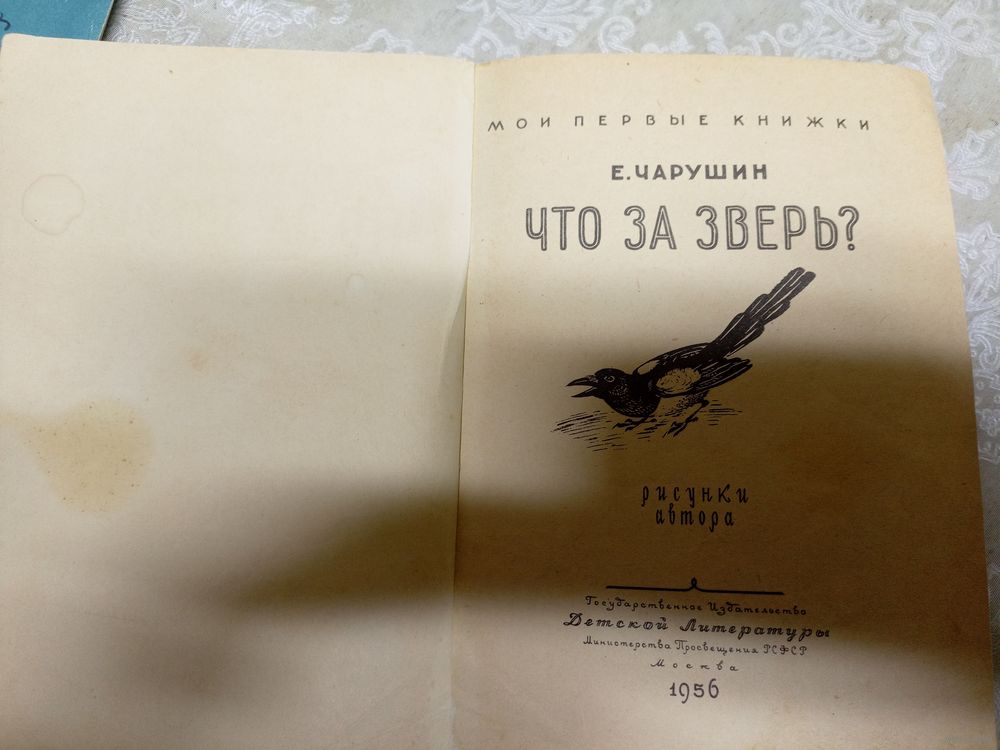 МОИ ПЕРВЫЕ КНИЖКИ
Е. ЧАРУШИН
ЧТО ЗА ЗВЕРЬ?
рисунки
автора
Государственное Издательство
Детской Литературы
Министерства Просвещения РСФСР
Москва
1956